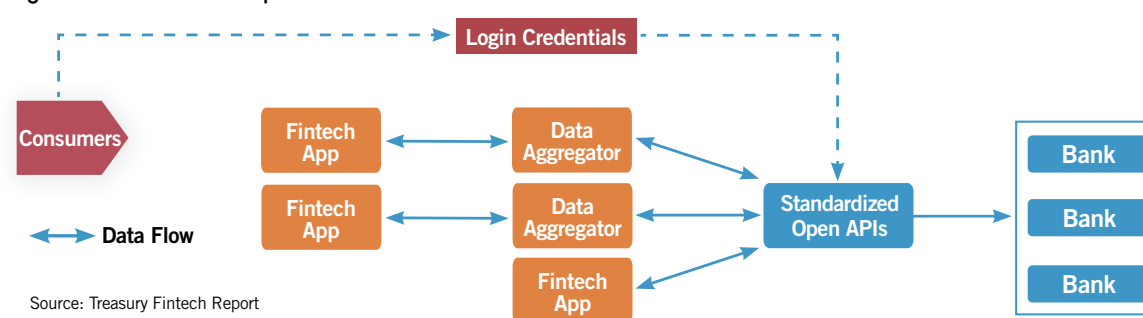 Login Credentials
Consumers
Fintech
App
Data
Aggregator
Bank
Fintech
App
Data
Aggregator
Standardized
Open APIs
Bank
Data Flow
Fintech
App
Bank
Source: Treasury Fintech Report